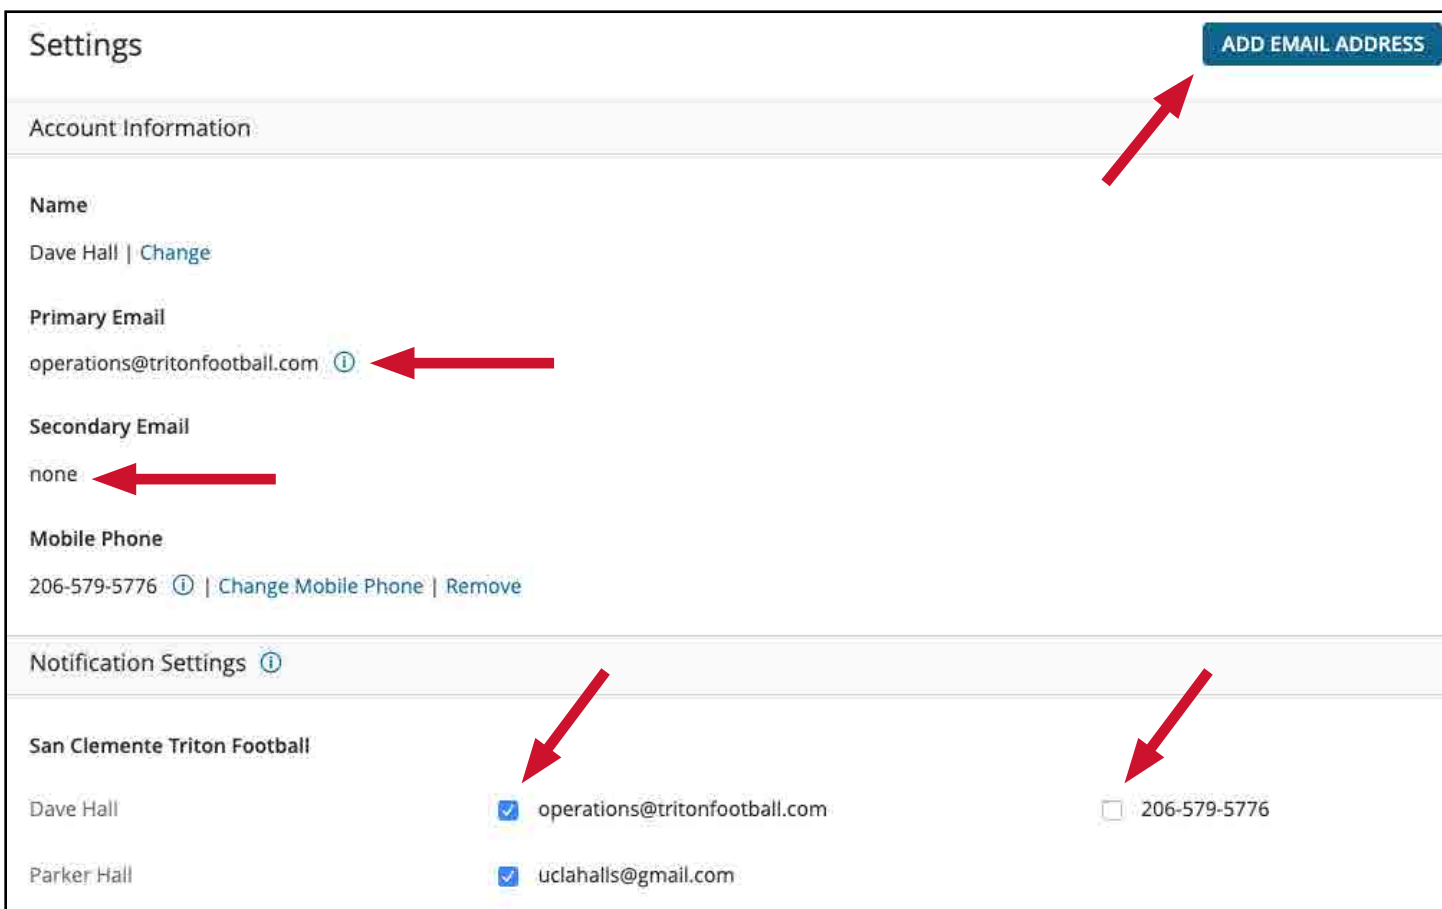 Settings
ADD EMAIL ADDRESS
Account Information
Name
Dave Hall | Change
Primary Email
operations@tritonfootball.com
Secondary Email
none
Mobile Phone
206-579-5776 | Change Mobile Phone | Remove
Notification Settings
San Clemente Triton Football
Dave Hall operations@tritonfootball.com 206-579-5776
Parker Hall uclahalls@gmail.com